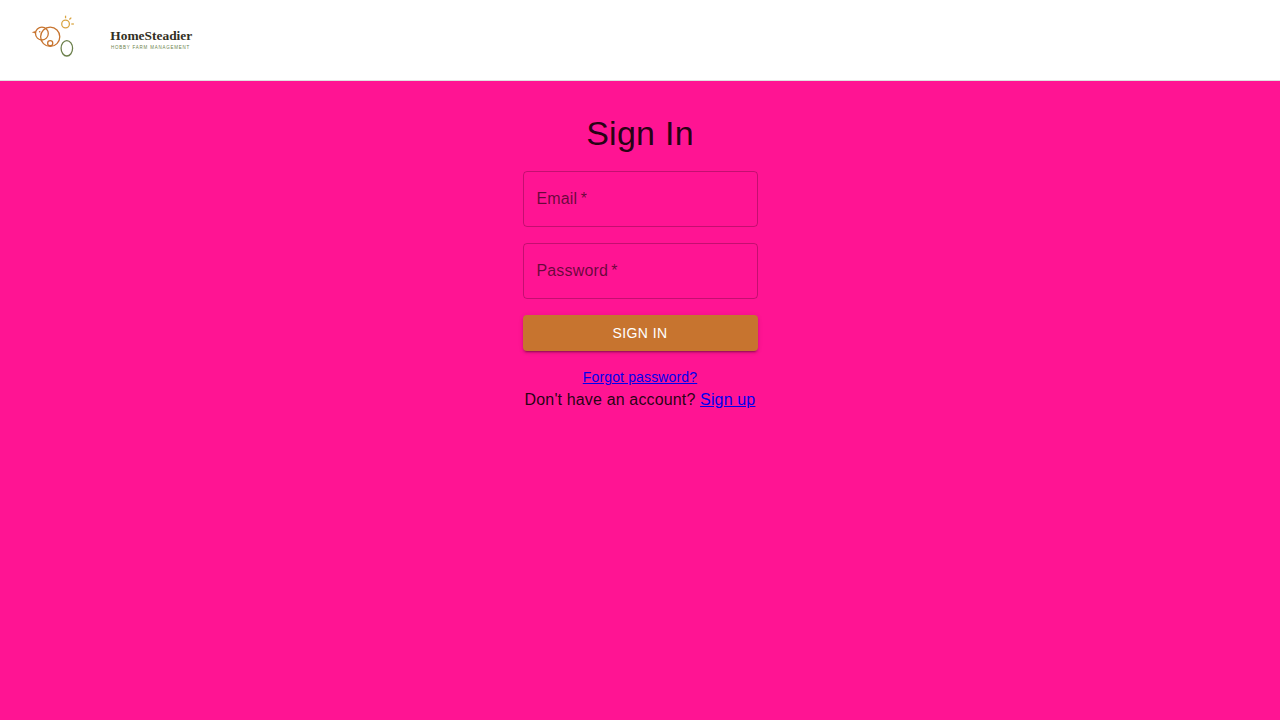 HomeSteadier
HOBBY FARM MANAGEMENT
Sign In
Email *
Password *
SIGN IN
Forgot password?
Don't have an account? Sign up